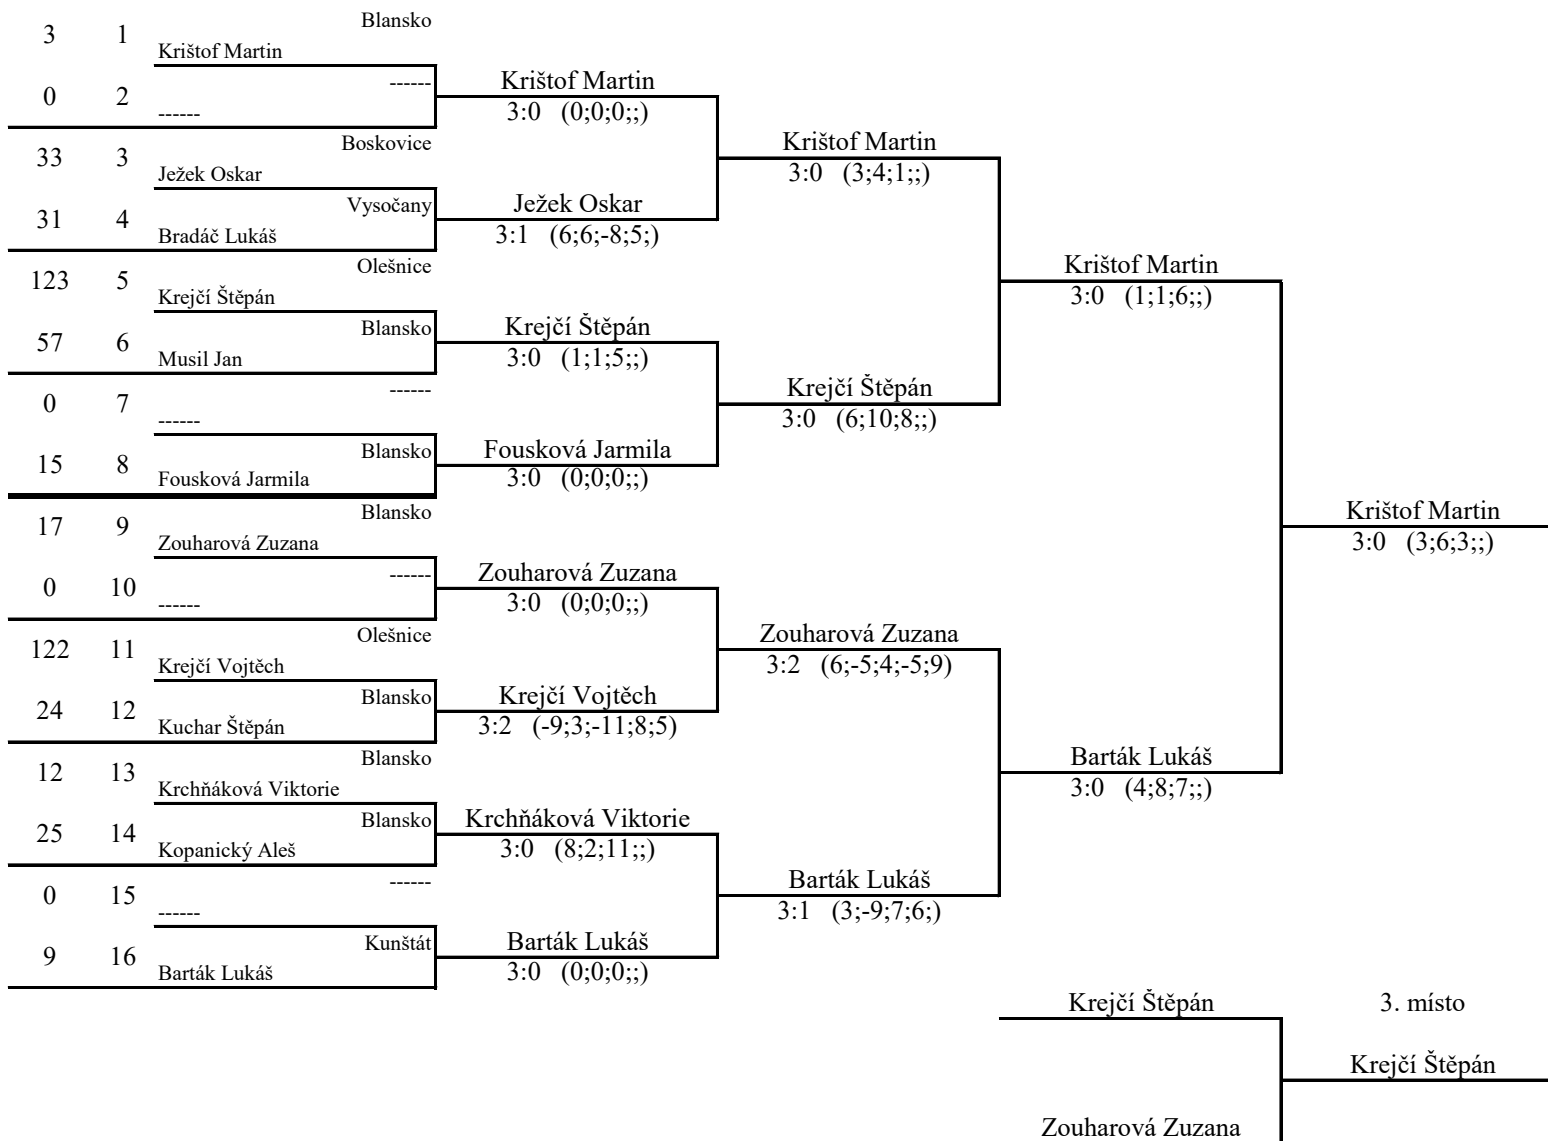 Blansko
3 1 Krištof Martin
------ Krištof Martin
0 2 ------ 3:0 (0;0;0;;)
Boskovice Krištof Martin
33 3 Ježek Oskar 3:0 (3;4;1;;)
Vysočany Ježek Oskar
31 4 Bradáč Lukáš 3:1 (6;6;-8;5;)
Olešnice Krištof Martin
123 5 Krejčí Štěpán 3:0 (1;1;6;;)
Blansko Krejčí Štěpán
57 6 Musil Jan 3:0 (1;1;5;;)
------ Krejčí Štěpán
0 7 ------ 3:0 (6;10;8;;)
Blansko Fousková Jarmila
15 8 Fousková Jarmila 3:0 (0;0;0;;)
Blansko Krištof Martin
17 9 Zouharová Zuzana 3:0 (3;6;3;;)
------ Zouharová Zuzana
0 10 ------ 3:0 (0;0;0;;)
Olešnice Zouharová Zuzana
122 11 Krejčí Vojtěch 3:2 (6;-5;4;-5;9)
Blansko Krejčí Vojtěch
24 12 Kuchar Štěpán 3:2 (-9;3;-11;8;5)
Blansko Barták Lukáš
12 13 Krchňáková Viktorie 3:0 (4;8;7;;)
Blansko Krchňáková Viktorie
25 14 Kopanický Aleš 3:0 (8;2;11;;)
------ Barták Lukáš
0 15 ------ 3:1 (3;-9;7;6;)
Kunštát Barták Lukáš
9 16 Barták Lukáš 3:0 (0;0;0;;)
Krejčí Štěpán 3. místo
Krejčí Štěpán
Zouharová Zuzana